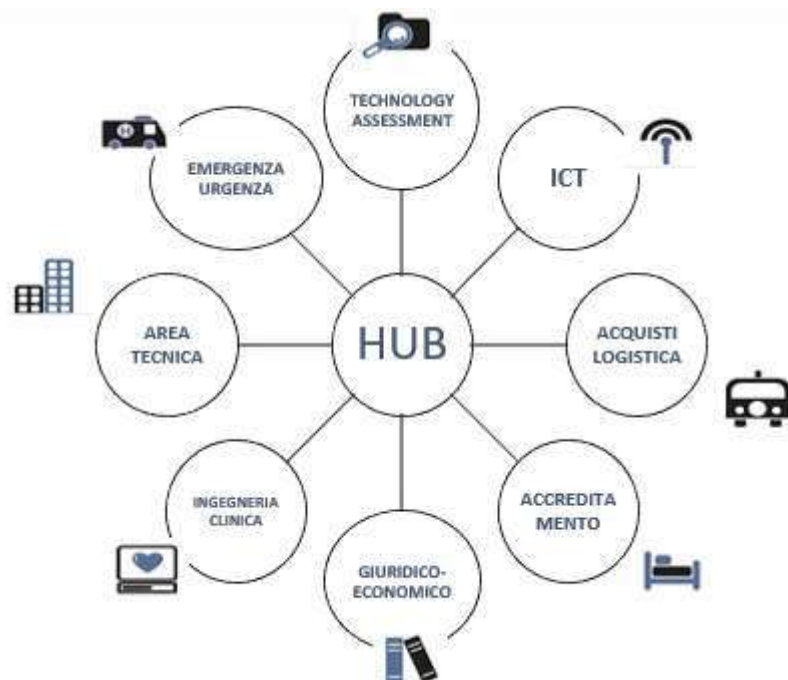 TECHNOLOGY
ASSESSMENT
EMERGENZA
URGENZA
H
ICT
AREA
TECNICA
HUB
ACQUISTI
LOGISTICA
INGEGNERIA
CLINICA
ACCREDITA
MENTO
GIURIDICO-
ECONOMICO